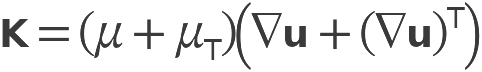 𝐊 = (μ + μ_T)(∇𝐮 + (∇𝐮)^T)